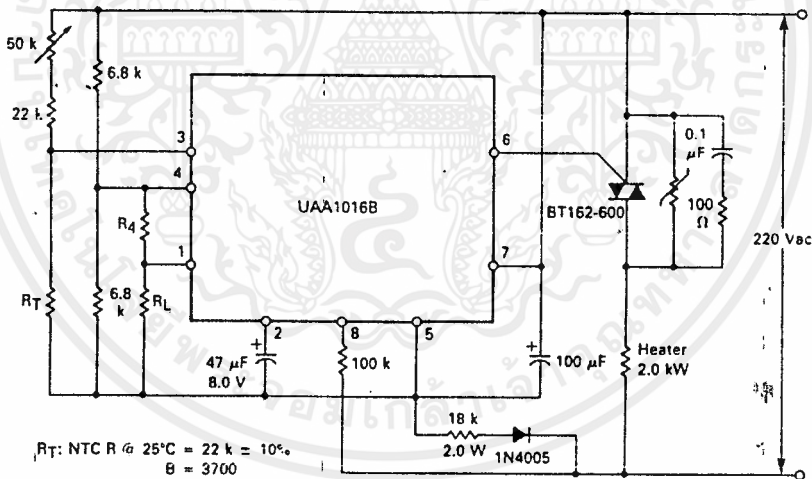 50 k
6.8 k
22 k
3
4
6
0.1
µF
UAA1016B
BT162-600
100
Ω
R4
1
7
220 Vac
RT
6.8
k
RL
2
8
5
+
47 µF
8.0 V
100 k
+
100 µF
Heater
2.0 kW
18 k
2.0 W
1N4005
RT: NTC R @ 25°C = 22 k ± 10%
B = 3700